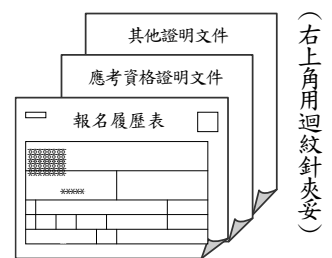 其他證明文件
應考資格證明文件
報名履歷表
※※※※※
（右上角用迴紋針夾妥）